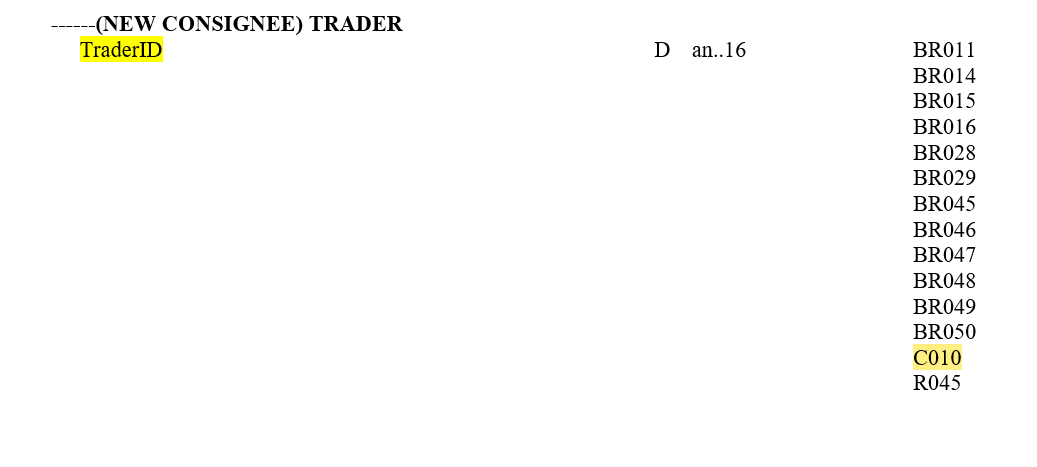 ------(NEW CONSIGNEE) TRADER
TraderID D an..16 BR011
BR014
BR015
BR016
BR028
BR029
BR045
BR046
BR047
BR048
BR049
BR050
C010
R045